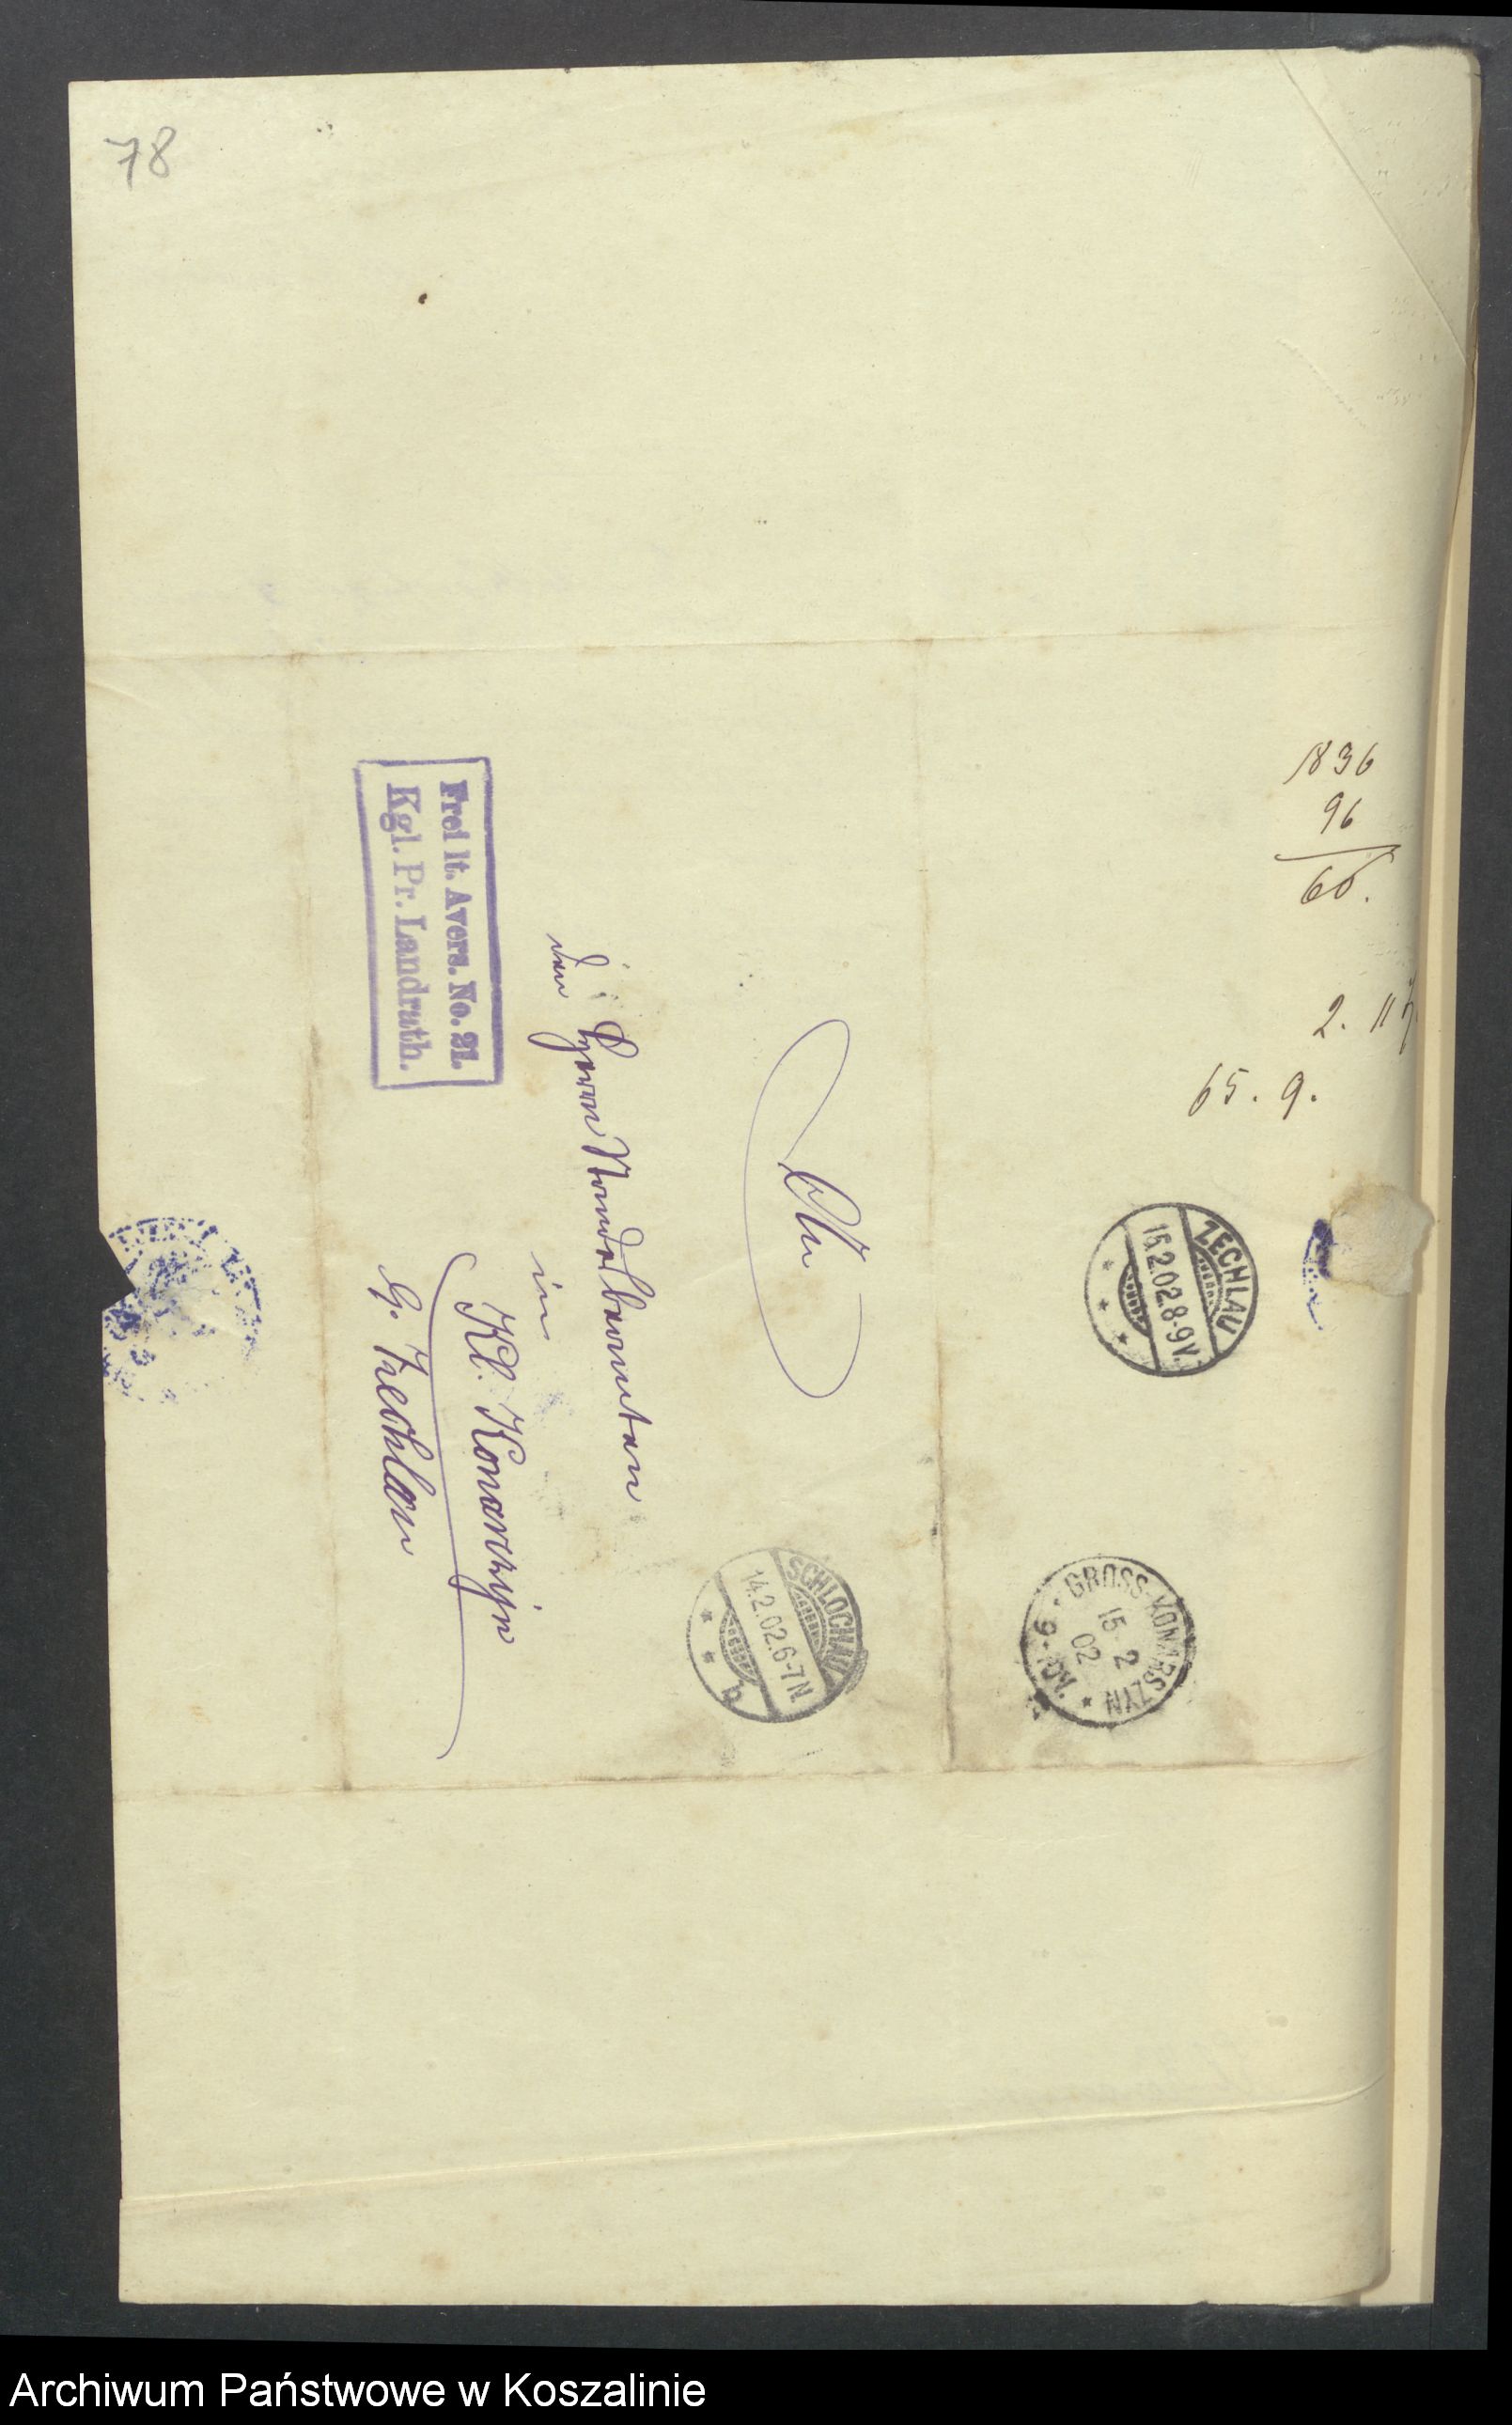 78
1836
96
60.
2. 11
65. 9.
ZECHLAU
15.2.02.8-9V.
GROSS-KONARSZYN
15 2
02
SCHLOCHAU
14.2.02.6-7N
b
An
den Herrn Standesbeamten
in
Kl. Konarzyn
b/. Zechlau
Frei lt. Avers. No. 21.
Kgl. Pr. Landrath.
Archiwum Państwowe w Koszalinie